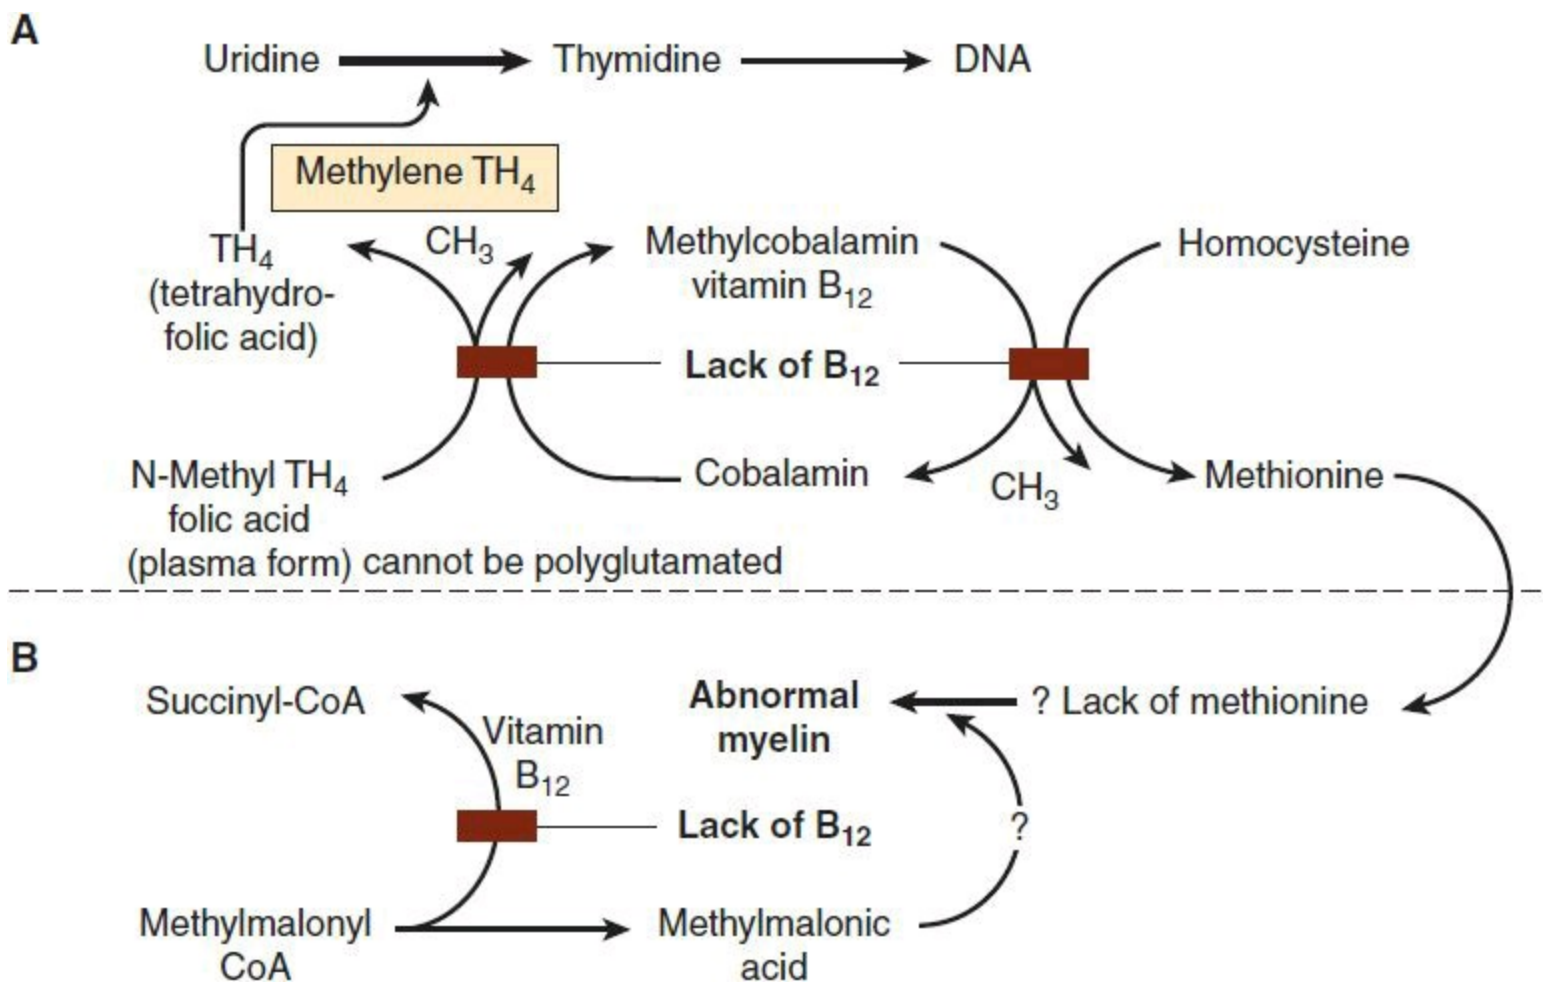 A
Uridine Thymidine DNA
Methylene TH₄
TH₄
(tetrahydro-
folic acid)
CH₃
Methylcobalamin
vitamin B₁₂
Homocysteine
Lack of B₁₂
N-Methyl TH₄
folic acid
(plasma form) cannot be polyglutamated
Cobalamin
CH₃
Methionine
B
Succinyl-CoA
Vitamin
B₁₂
Abnormal
myelin
? Lack of methionine
Lack of B₁₂
?
Methylmalonyl
CoA
Methylmalonic
acid